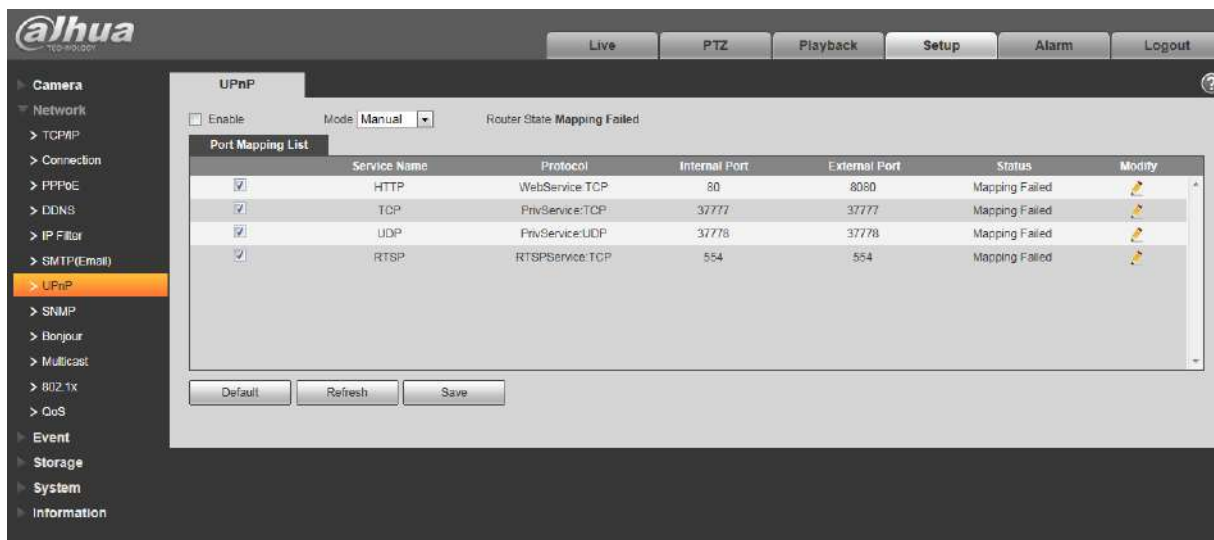 alhua
TECHNOLOGY
Live PTZ Playback Setup Alarm Logout
Camera
Network
> TCP/IP
> Connection
> PPPoE
> DDNS
> IP Filter
> SMTP(Email)
> UPnP
> SNMP
> Bonjour
> Multicast
> 802.1x
> QoS
Event
Storage
System
Information
UPnP
?
Enable Mode Manual Router State Mapping Failed
Port Mapping List
Service Name Protocol Internal Port External Port Status Modify
HTTP WebService:TCP 80 8080 Mapping Failed
TCP PrivService:TCP 37777 37777 Mapping Failed
UDP PrivService:UDP 37778 37778 Mapping Failed
RTSP RTSPService:TCP 554 554 Mapping Failed
Default Refresh Save